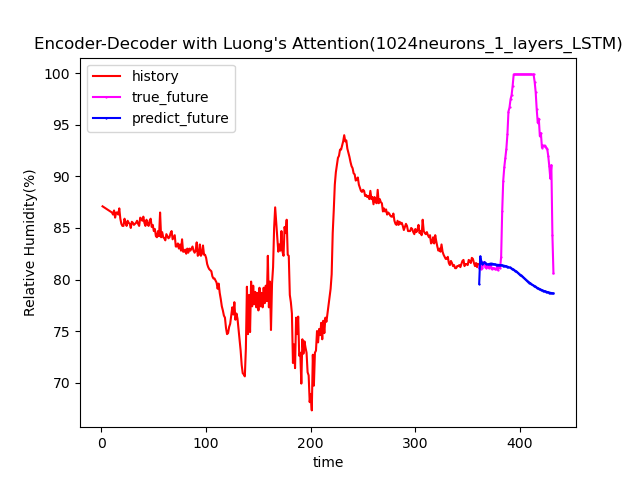 Encoder-Decoder with Luong's Attention(1024neurons_1_layers_LSTM)
history
true_future
predict_future
Relative Humidity(%)
100
95
90
85
80
75
70
0 100 200 300 400
time